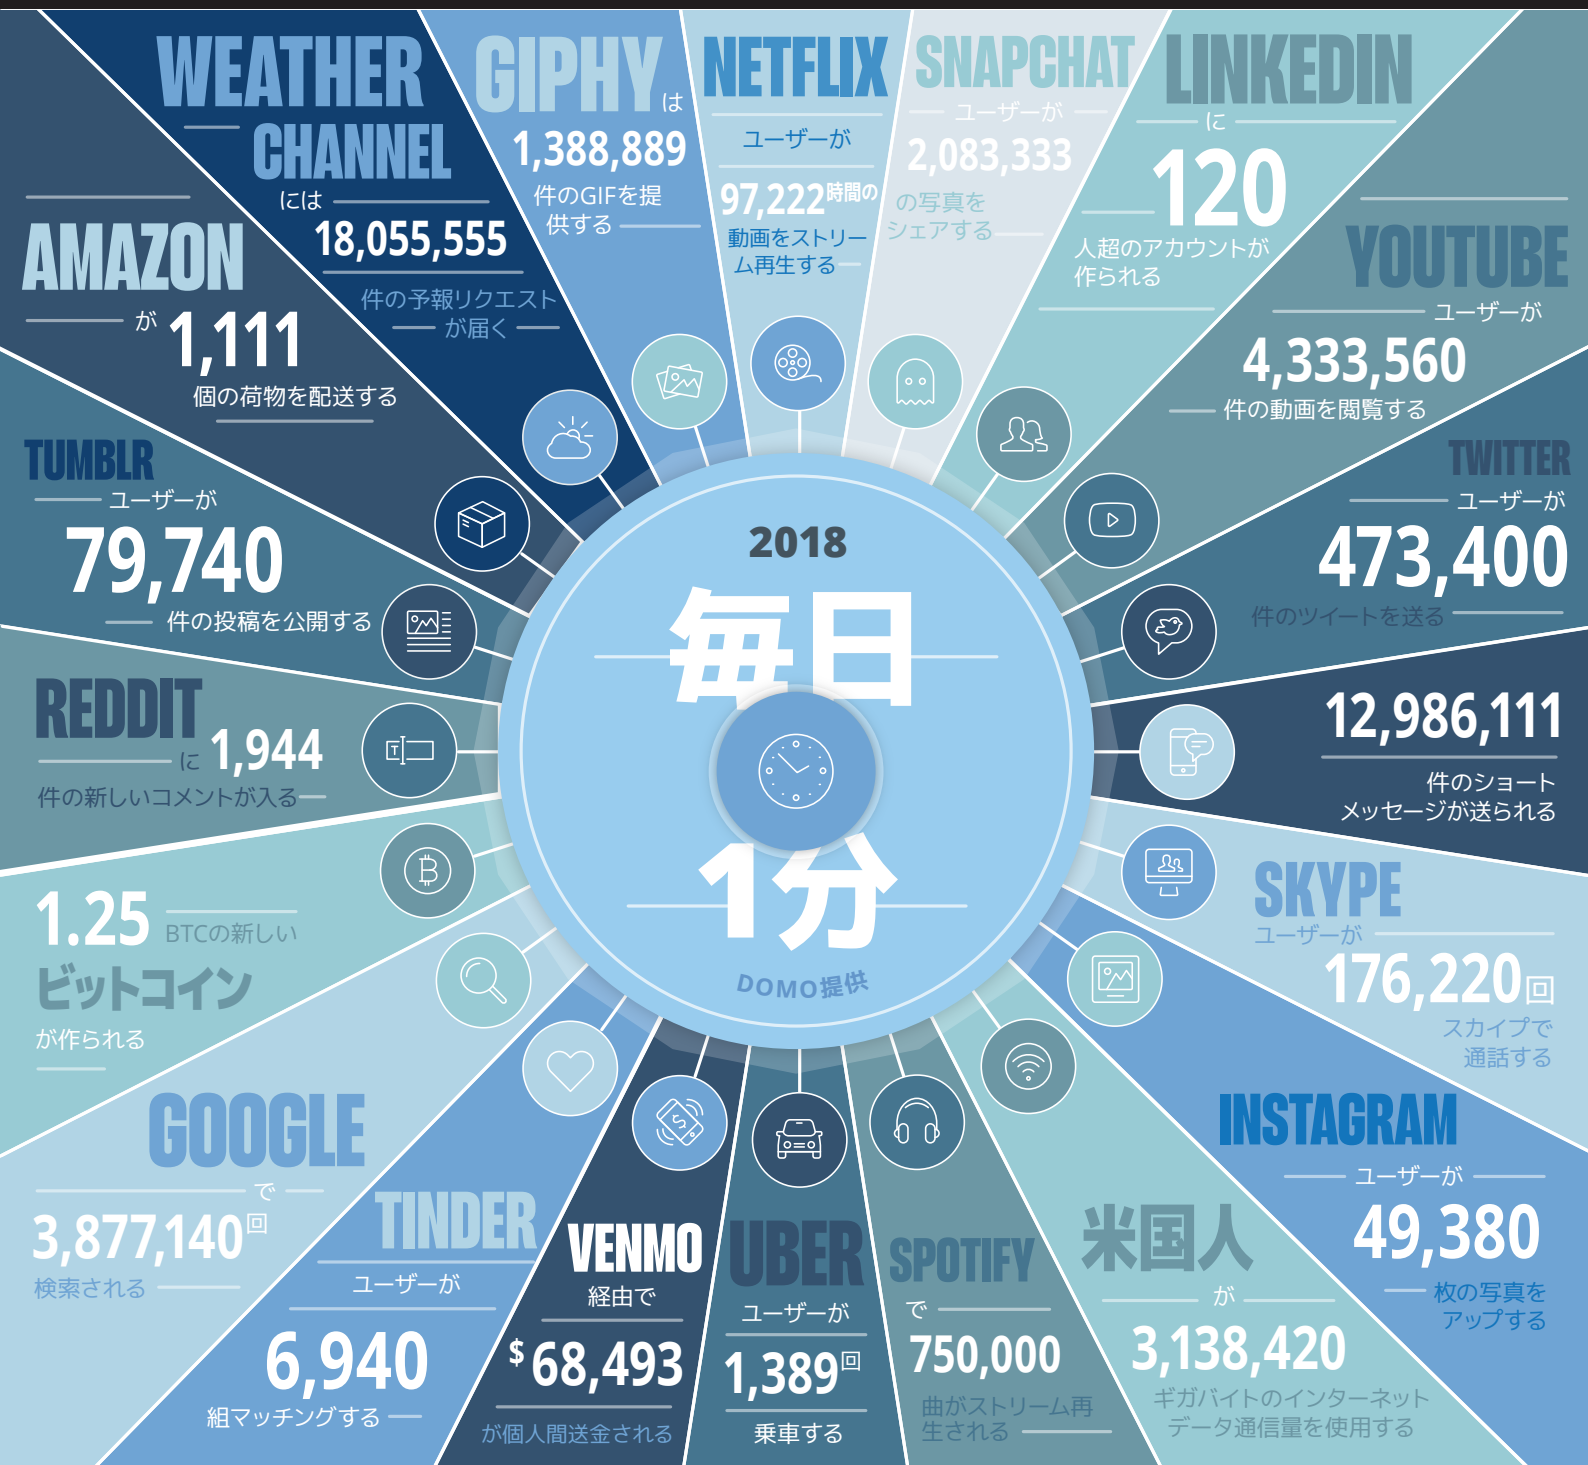 2018
毎日
1分
DOMO提供
WEATHER
CHANNEL
には
18,055,555
件の予報リクエスト
が届く
GIPHYは
1,388,889
件のGIFを提
供する
NETFLIX
ユーザーが
97,222時間の
動画をストリー
ム再生する
SNAPCHAT
ユーザーが
2,083,333
の写真を
シェアする
LINKEDIN
に
120
人超のアカウントが
作られる
YOUTUBE
ユーザーが
4,333,560
件の動画を閲覧する
TWITTER
ユーザーが
473,400
件のツイートを送る
12,986,111
件のショート
メッセージが送られる
SKYPE
ユーザーが
176,220回
スカイプで
通話する
INSTAGRAM
ユーザーが
49,380
枚の写真を
アップする
米国人
が
3,138,420
ギガバイトのインターネット
データ通信量を使用する
SPOTIFY
で
750,000
曲がストリーム再
生される
UBER
ユーザーが
1,389回
乗車する
VENMO
経由で
$68,493
が個人間送金される
TINDER
ユーザーが
6,940
組マッチングする
GOOGLE
で
3,877,140回
検索される
1.25 BTCの新しい
ビットコイン
が作られる
REDDIT
に 1,944
件の新しいコメントが入る
TUMBLR
ユーザーが
79,740
件の投稿を公開する
AMAZON
が 1,111
個の荷物を配送する